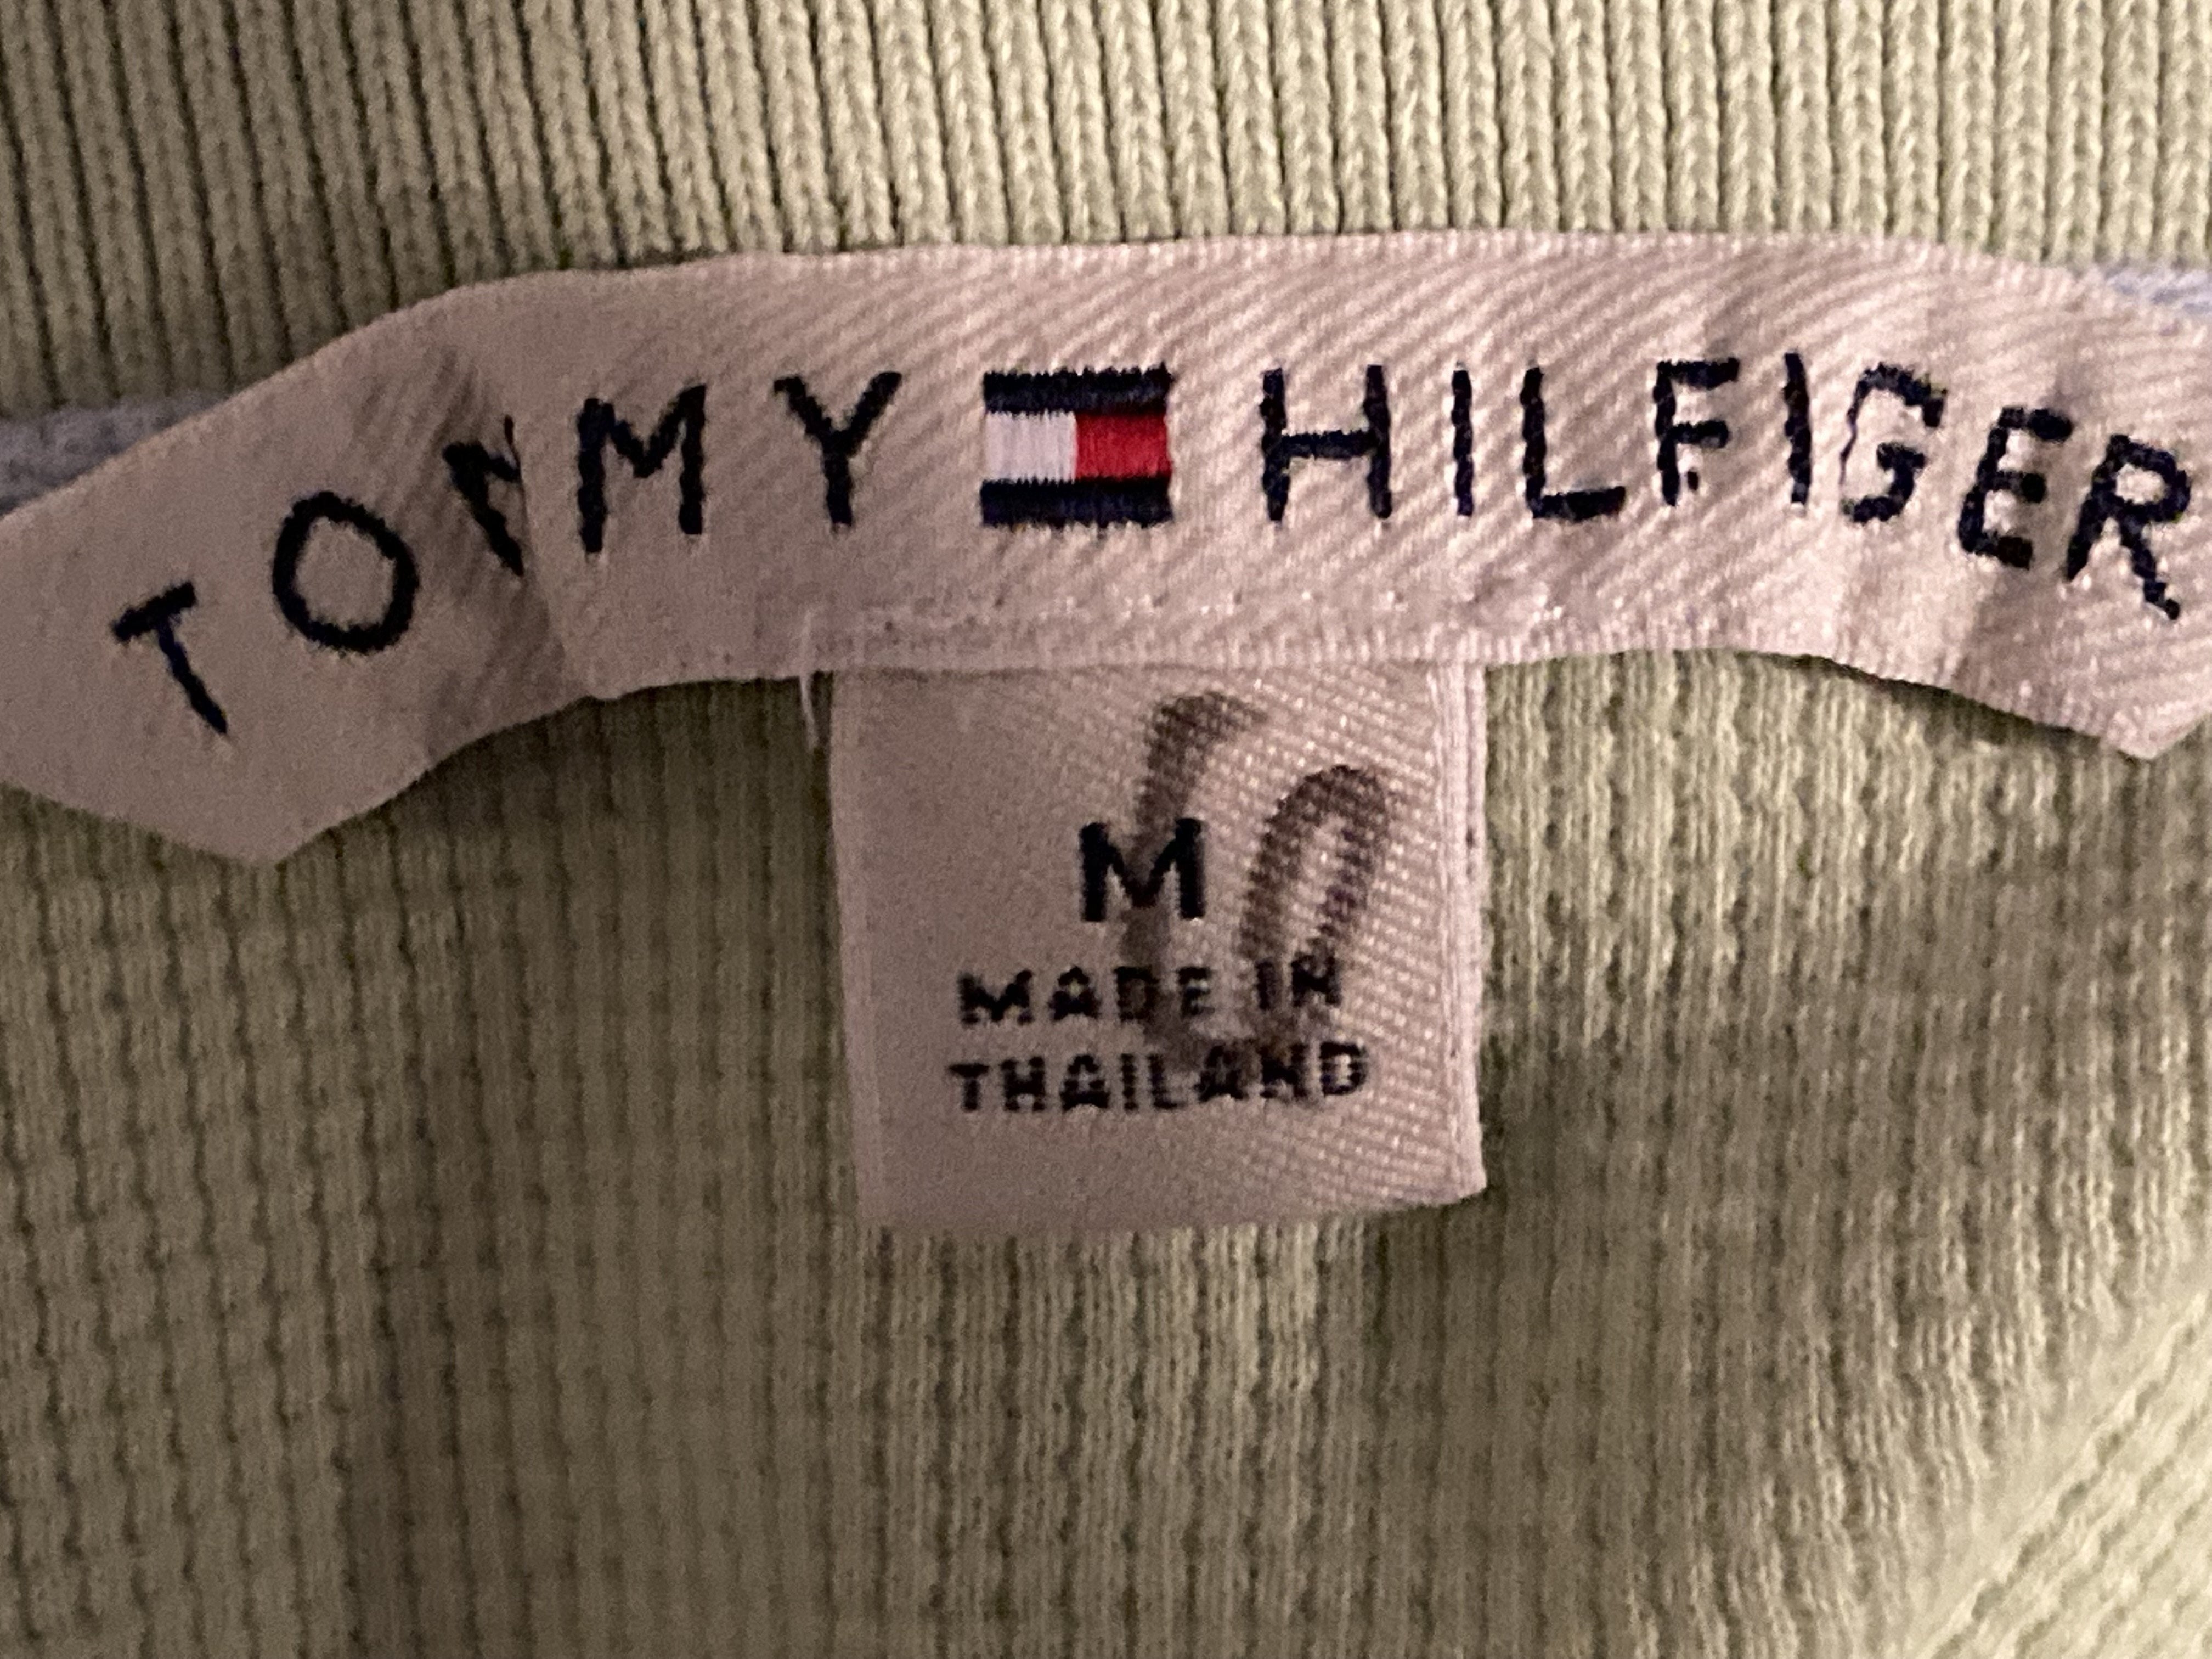 TOMMY HILFIGER
M
MADE IN
THAILAND